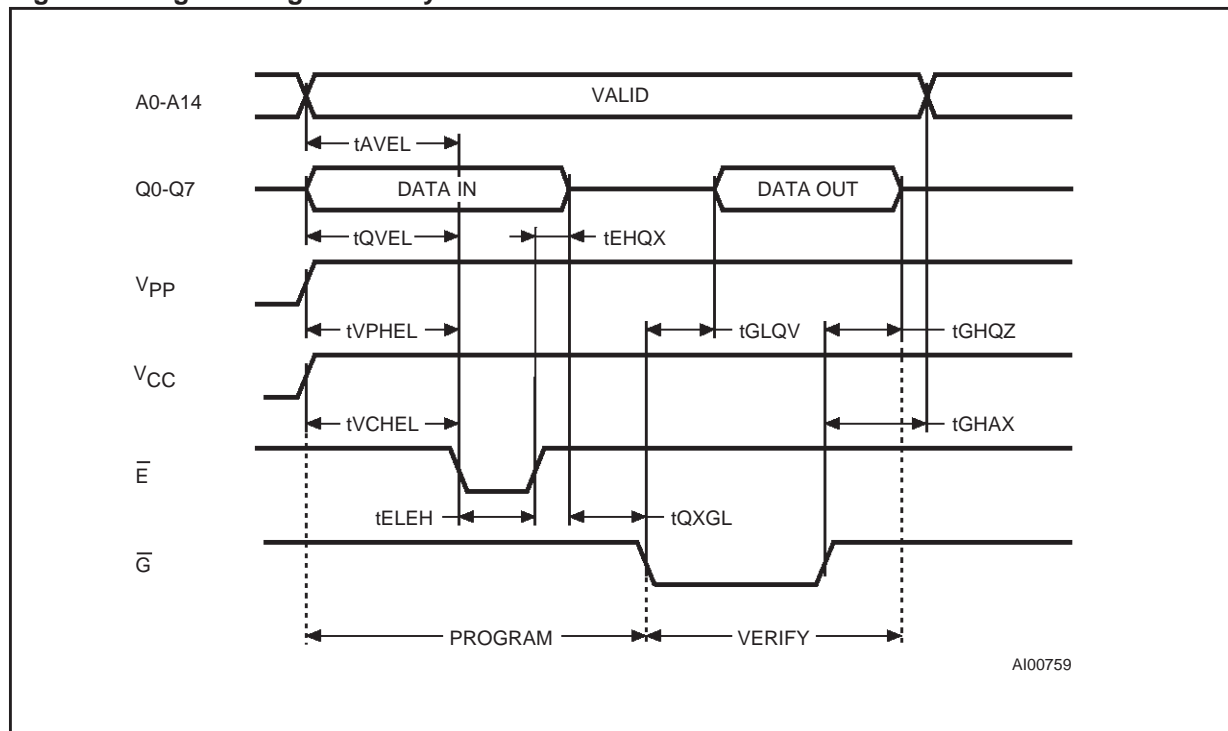 A0-A14
VALID
tAVEL
Q0-Q7
DATA IN
DATA OUT
tQVEL
tEHQX
VPP
tVPHEL
tGLQV
tGHQZ
VCC
tVCHEL
tGHAX
E̅
tELEH
tQXGL
G̅
PROGRAM
VERIFY
AI00759